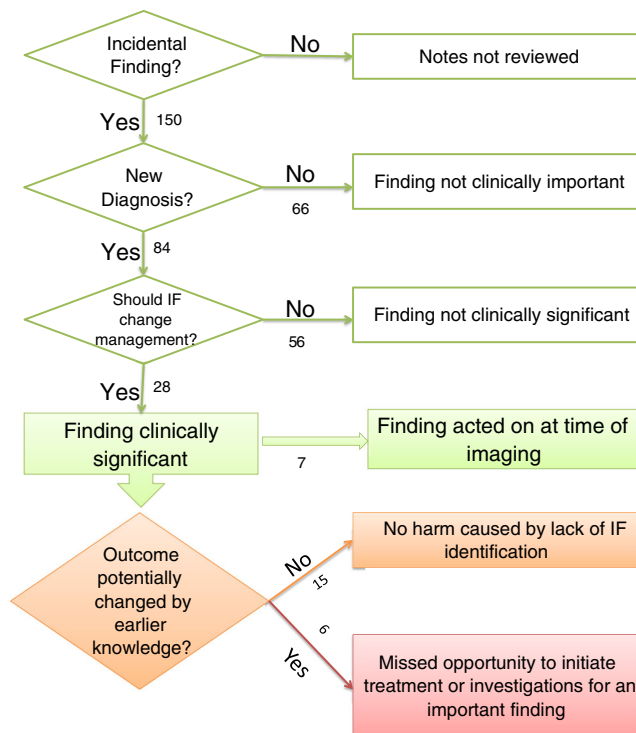 Incidental
Finding?
No
Notes not reviewed
Yes
150
New
Diagnosis?
No
66
Finding not clinically important
Yes
84
Should IF
change
management?
No
56
Finding not clinically significant
Yes
28
Finding clinically
significant
7
Finding acted on at time of
imaging
Outcome
potentially
changed by
earlier
knowledge?
No
15
No harm caused by lack of IF
identification
6
Yes
Missed opportunity to initiate
treatment or investigations for an
important finding